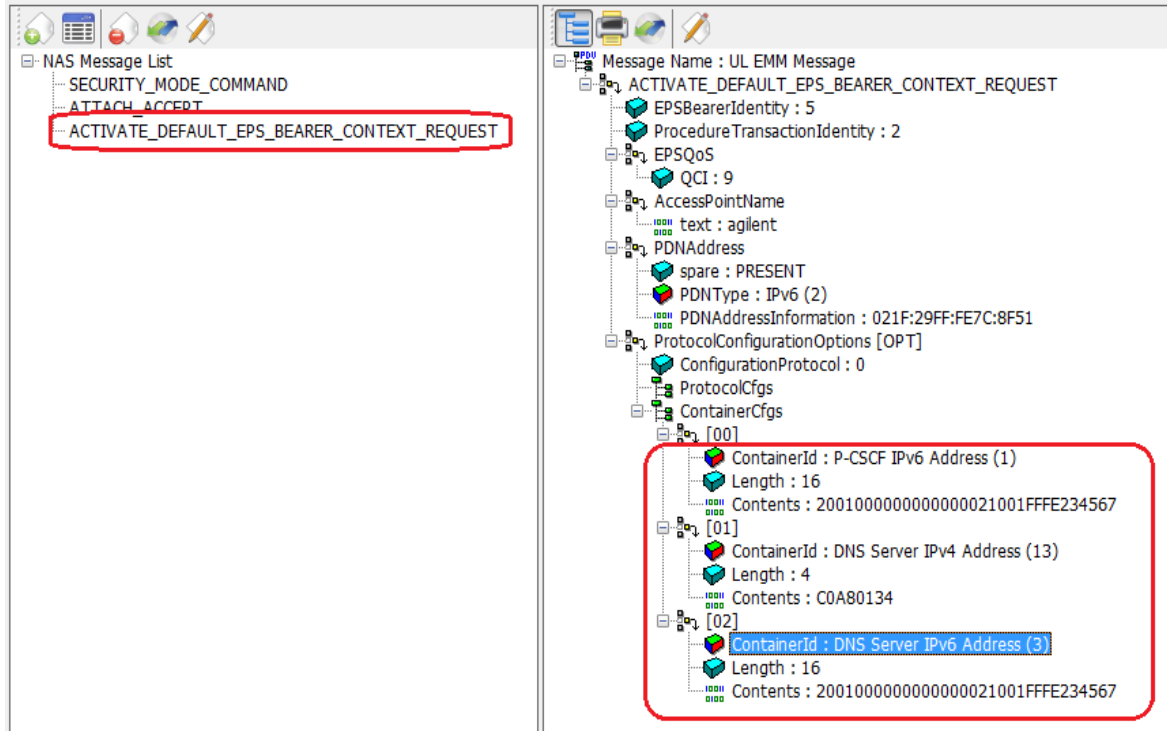 NAS Message List
SECURITY_MODE_COMMAND
ATTACH_ACCEPT
ACTIVATE_DEFAULT_EPS_BEARER_CONTEXT_REQUEST
Message Name : UL EMM Message
ACTIVATE_DEFAULT_EPS_BEARER_CONTEXT_REQUEST
EPSBearerIdentity : 5
ProcedureTransactionIdentity : 2
EPSQoS
QCI : 9
AccessPointName
text : agilent
PDNAddress
spare : PRESENT
PDNType : IPv6 (2)
PDNAddressInformation : 021F:29FF:FE7C:8F51
ProtocolConfigurationOptions [OPT]
ConfigurationProtocol : 0
ProtocolCfgs
ContainerCfgs
[00]
ContainerId : P-CSCF IPv6 Address (1)
Length : 16
Contents : 20010000000000000021001FFFE234567
[01]
ContainerId : DNS Server IPv4 Address (13)
Length : 4
Contents : C0A80134
[02]
ContainerId : DNS Server IPv6 Address (3)
Length : 16
Contents : 20010000000000000021001FFFE234567